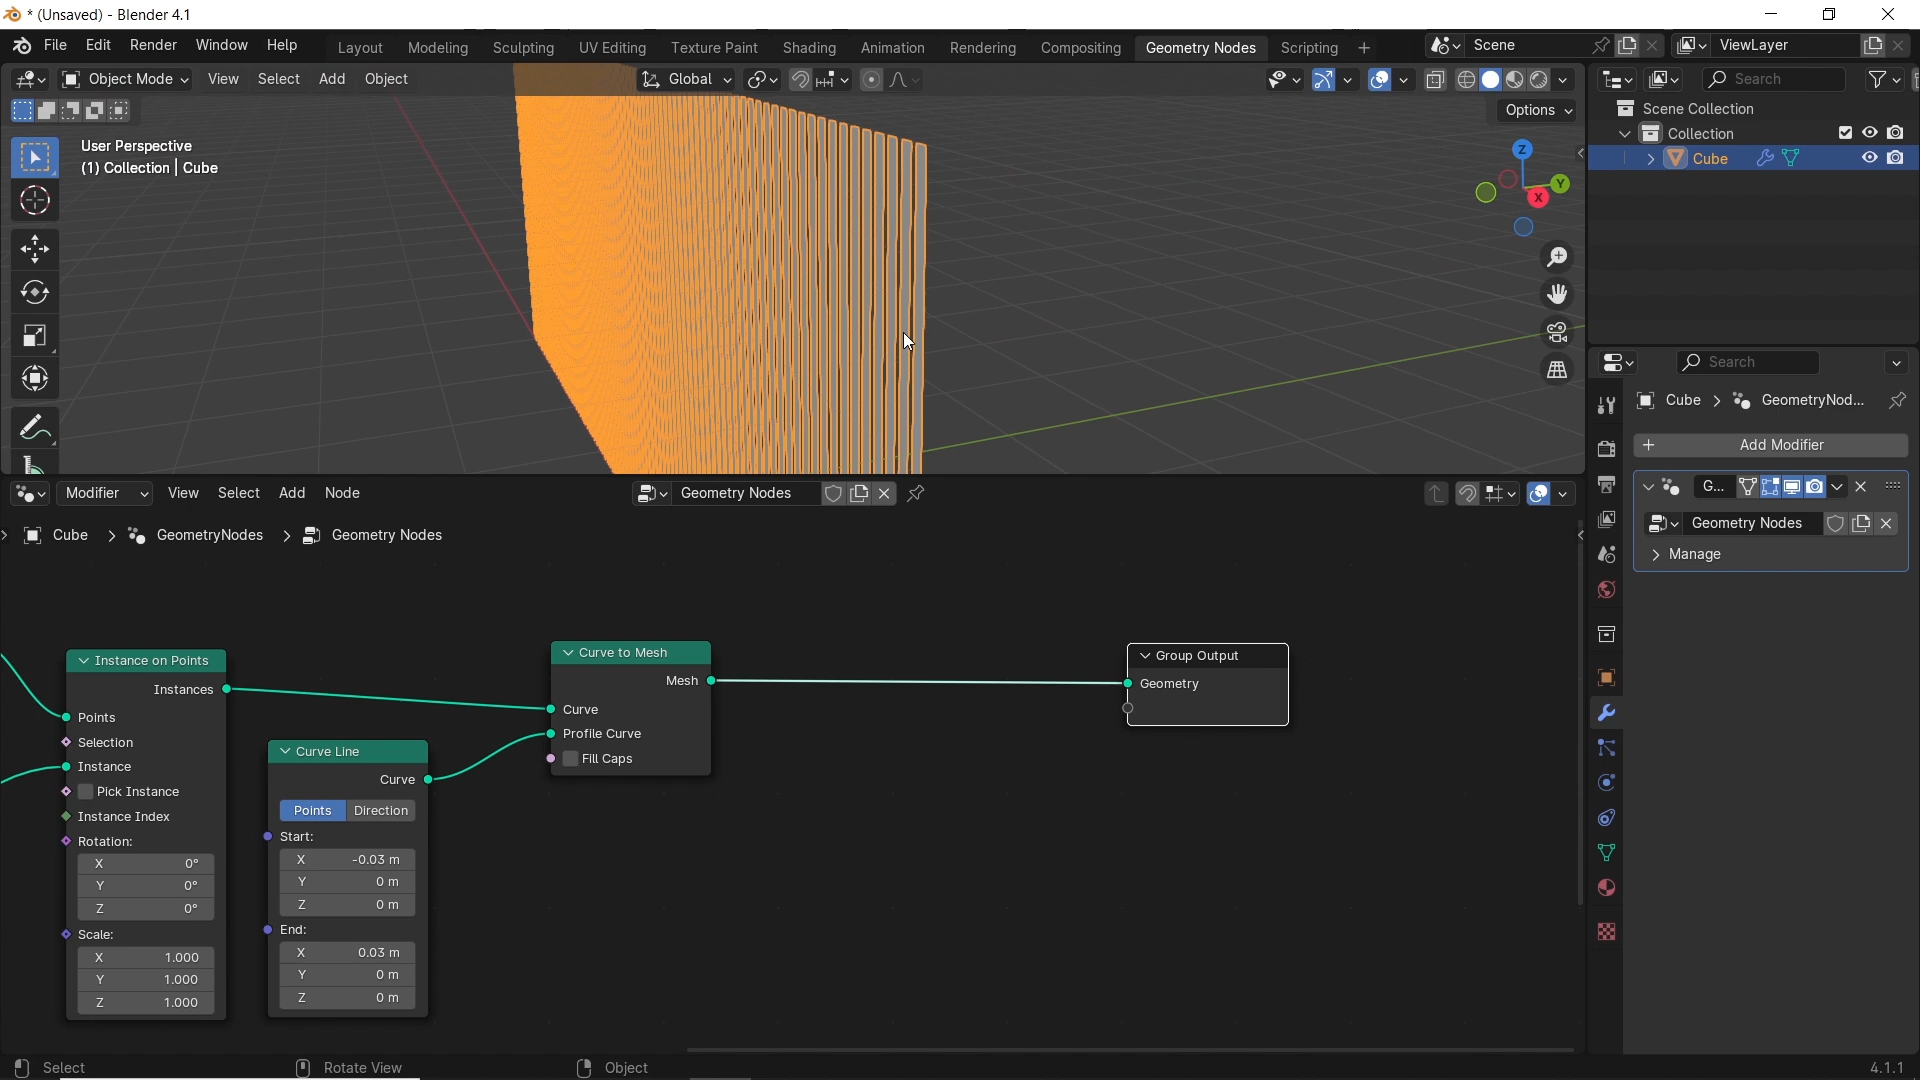 * (Unsaved) - Blender 4.1
File Edit Render Window Help Layout Modeling Sculpting UV Editing Texture Paint Shading Animation Rendering Compositing Geometry Nodes Scripting + Scene ViewLayer
Object Mode View Select Add Object Global Search
Options
User Perspective
(1) Collection | Cube
Z
Y
X
Scene Collection
Collection
Cube
Search
Cube > GeometryNod...
+ Add Modifier
G...
Geometry Nodes
Manage
Modifier View Select Add Node Geometry Nodes
Cube > GeometryNodes > Geometry Nodes
Instance on Points
Instances
Points
Selection
Instance
Pick Instance
Instance Index
Rotation:
X 0°
Y 0°
Z 0°
Scale:
X 1.000
Y 1.000
Z 1.000
Curve Line
Curve
Points Direction
Start:
X -0.03 m
Y 0 m
Z 0 m
End:
X 0.03 m
Y 0 m
Z 0 m
Curve to Mesh
Mesh
Curve
Profile Curve
Fill Caps
Group Output
Geometry
Select Rotate View Object 4.1.1